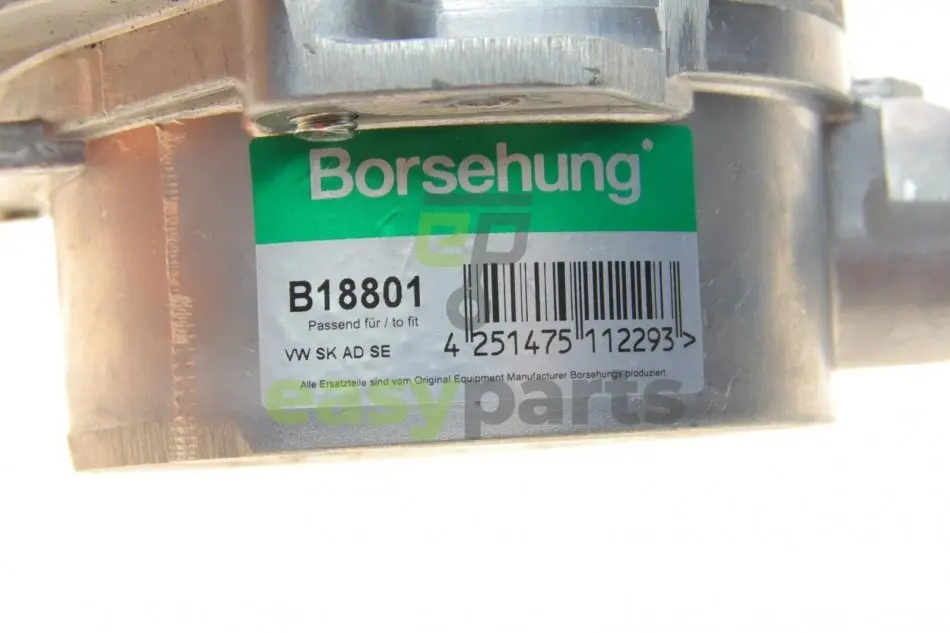 Borsehung®
B18801
Passend für / to fit
VW SK AD SE
4 251475 112293 >
Alle Ersatzteile sind vom Original Equipment Manufacturer Borsehungs produziert.
epo
easyparts.